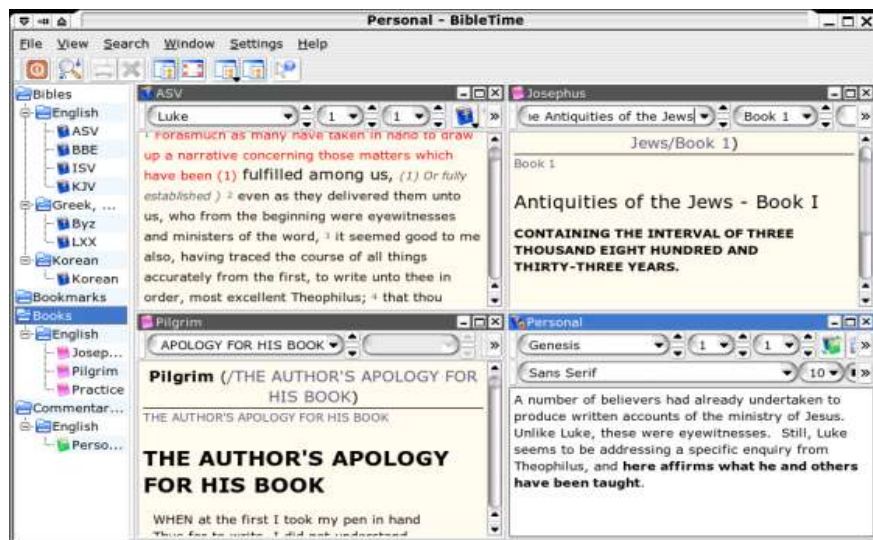 Personal - BibleTime
File View Search Window Settings Help
Bibles
English
ASV
BBE
ISV
KJV
Greek, ...
Byz
LXX
Korean
Korean
Bookmarks
Books
English
Josep...
Pilgrim
Practice
Commentar...
English
Perso...
ASV
Luke 1 1 »
1 Forasmuch as many have taken in hand to draw
up a narrative concerning those matters which
have been (1) fulfilled among us, (1) Or fully
established ) 2 even as they delivered them unto
us, who from the beginning were eyewitnesses
and ministers of the word, 3 it seemed good to me
also, having traced the course of all things
accurately from the first, to write unto thee in
order, most excellent Theophilus; 4 that thou
Josephus
Antiquities of the Jews Book 1 »
Jews/Book 1)
Book 1
Antiquities of the Jews - Book I
CONTAINING THE INTERVAL OF THREE
THOUSAND EIGHT HUNDRED AND
THIRTY-THREE YEARS.
Pilgrim
APOLOGY FOR HIS BOOK »
Pilgrim (/THE AUTHOR'S APOLOGY FOR
HIS BOOK)
THE AUTHOR'S APOLOGY FOR HIS BOOK
THE AUTHOR'S APOLOGY
FOR HIS BOOK
WHEN at the first I took my pen in hand
Thus for to write, I did not understand
Personal
Genesis 1 1 »
Sans Serif 10 »
A number of believers had already undertaken to
produce written accounts of the ministry of Jesus.
Unlike Luke, these were eyewitnesses. Still, Luke
seems to be addressing a specific enquiry from
Theophilus, and here affirms what he and others
have been taught.